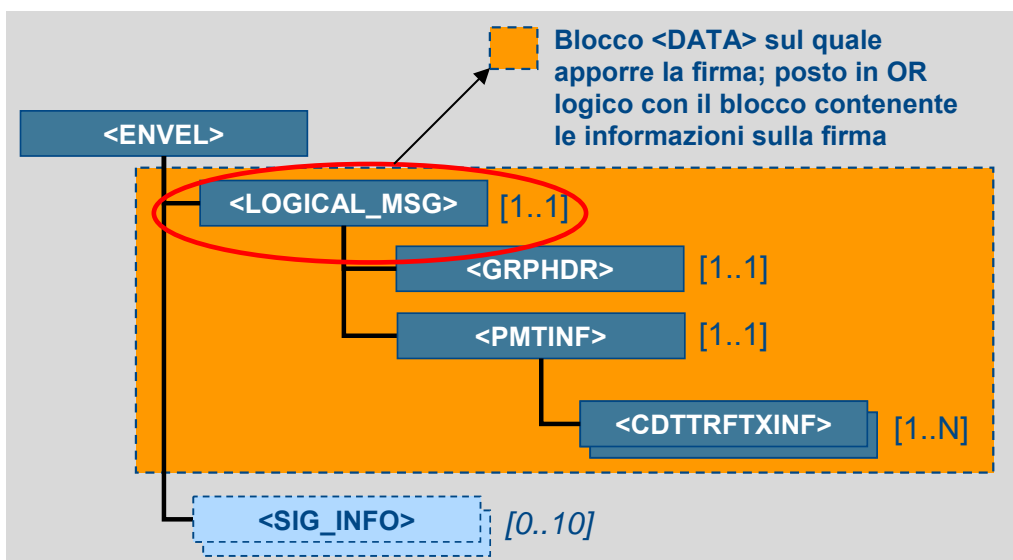 Blocco <DATA> sul quale
apporre la firma; posto in OR
logico con il blocco contenente
le informazioni sulla firma
<ENVEL>
<LOGICAL_MSG> [1..1]
<GRPHDR> [1..1]
<PMTINF> [1..1]
<CDTTRFTXINF> [1..N]
<SIG_INFO> [0..10]